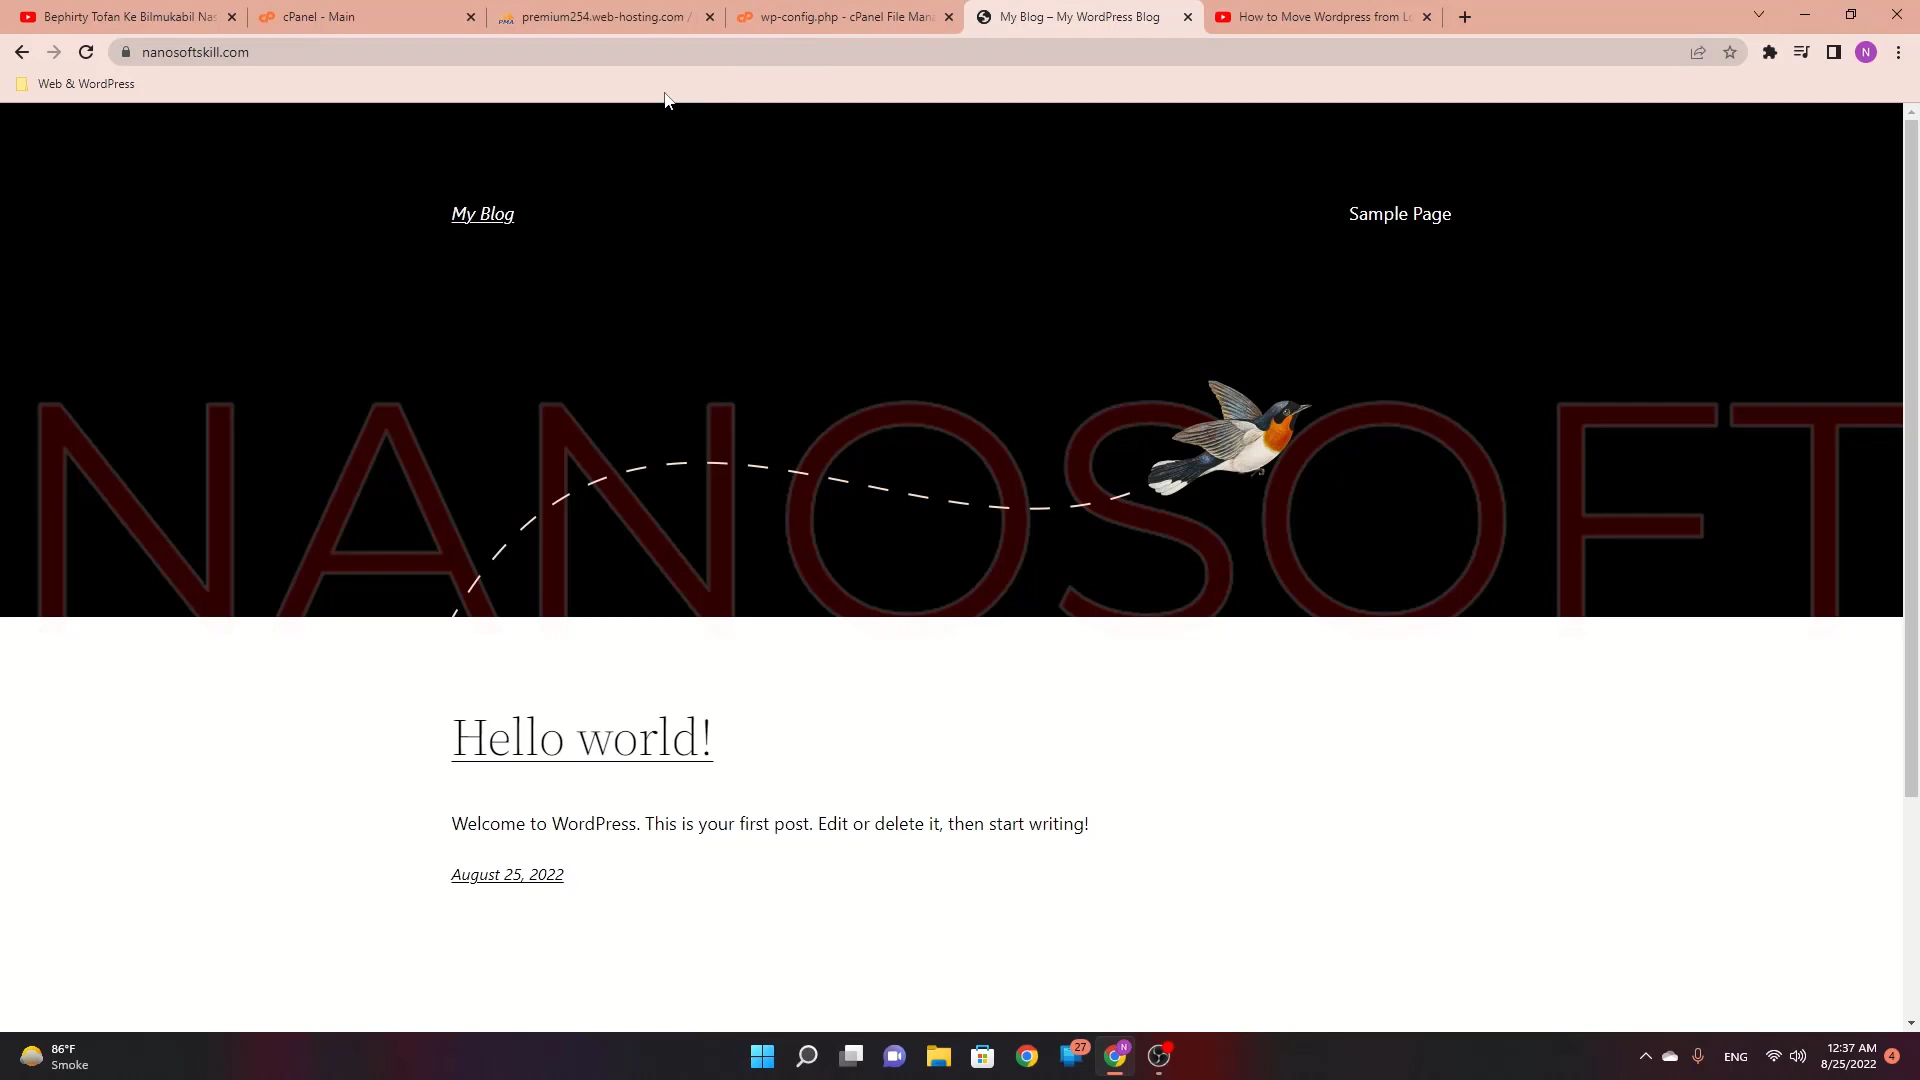 Bephirty Tofan Ke Bilmukabil Nas
cPanel - Main
premium254.web-hosting.com /
wp-config.php - cPanel File Mana
My Blog – My WordPress Blog
How to Move Wordpress from Lo
nanosoftskill.com
N
Web & WordPress
My Blog
Sample Page
NANOSOFT
Hello world!
Welcome to WordPress. This is your first post. Edit or delete it, then start writing!
August 25, 2022
86°F
Smoke
27
N
ENG
12:37 AM
8/25/2022
4